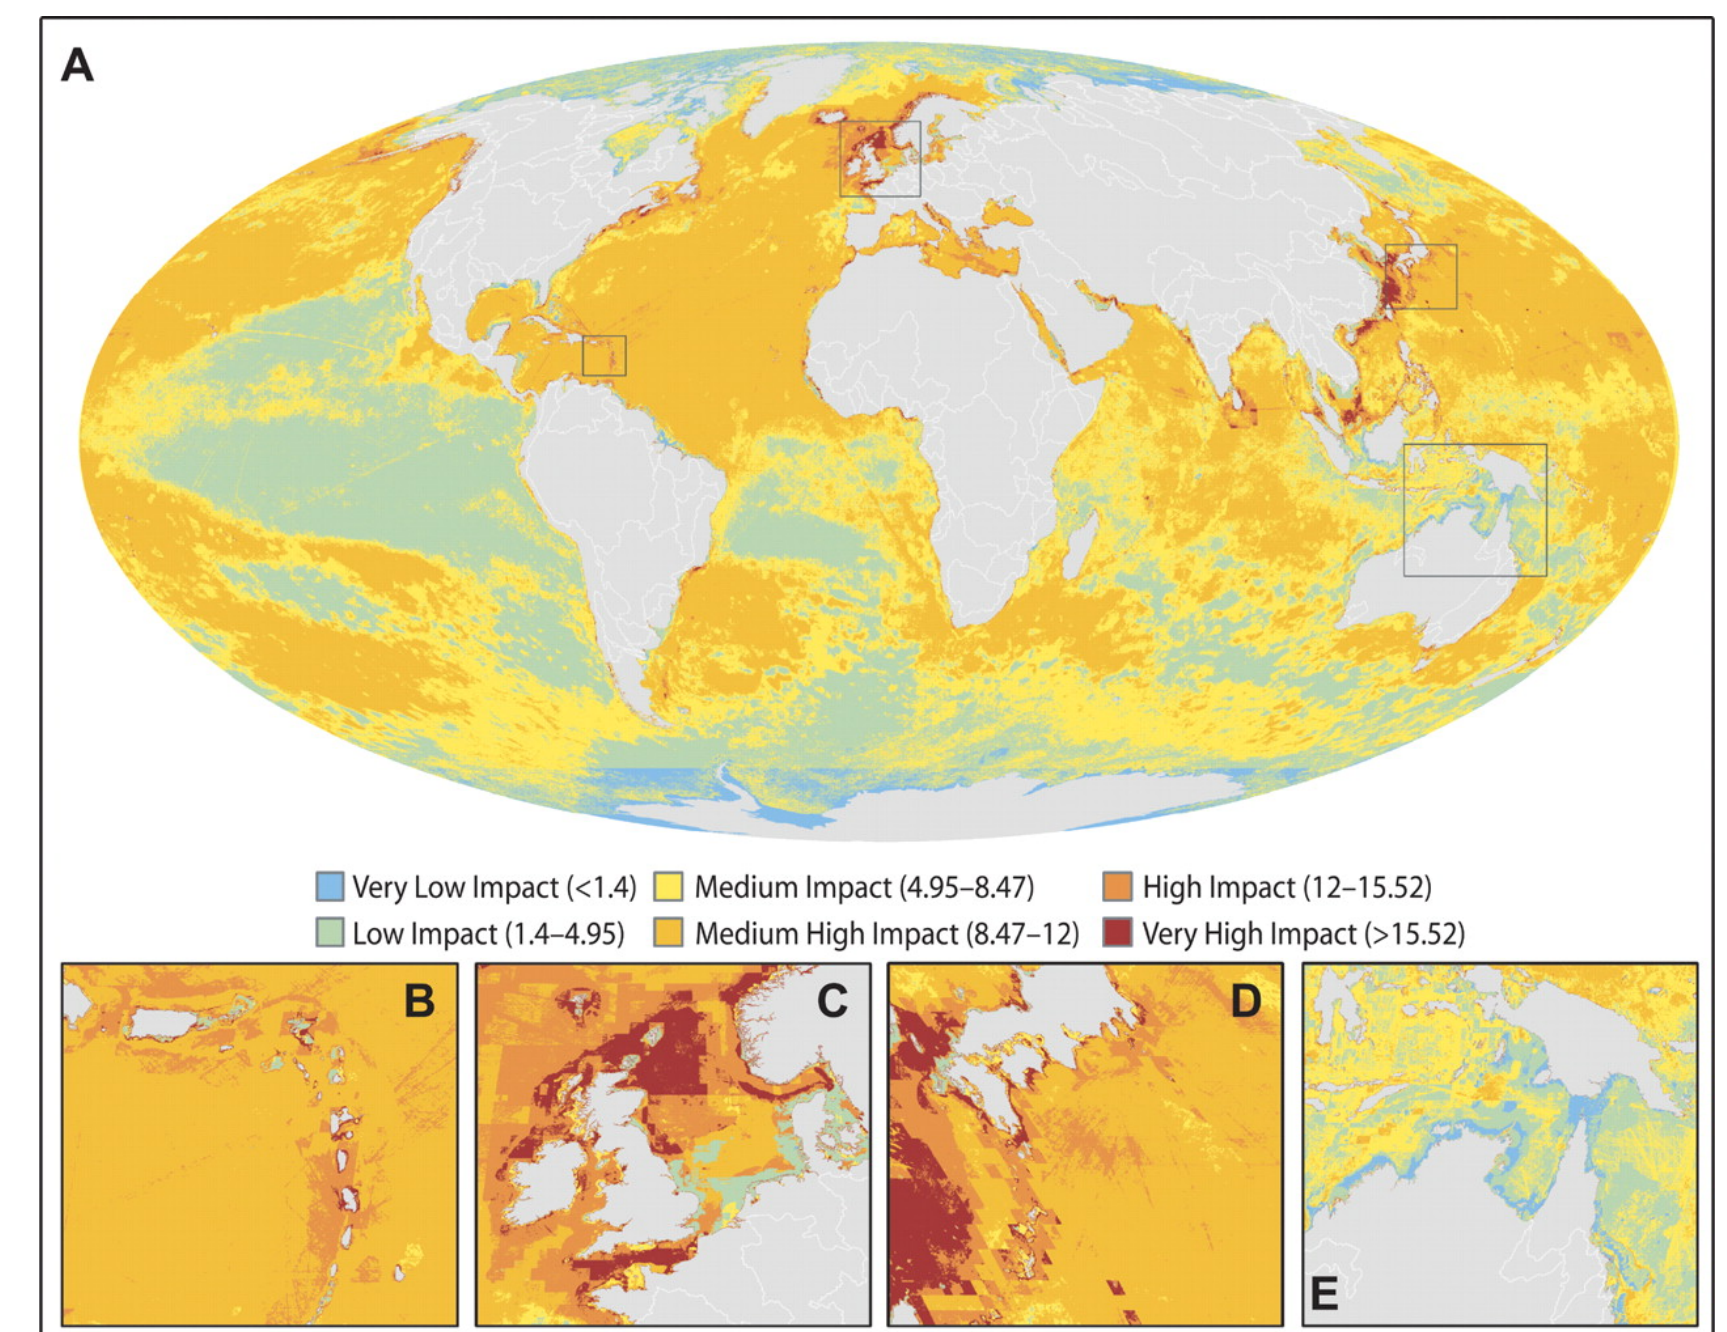 A
Very Low Impact (<1.4) Medium Impact (4.95–8.47) High Impact (12–15.52)
Low Impact (1.4–4.95) Medium High Impact (8.47–12) Very High Impact (>15.52)
B C D
E